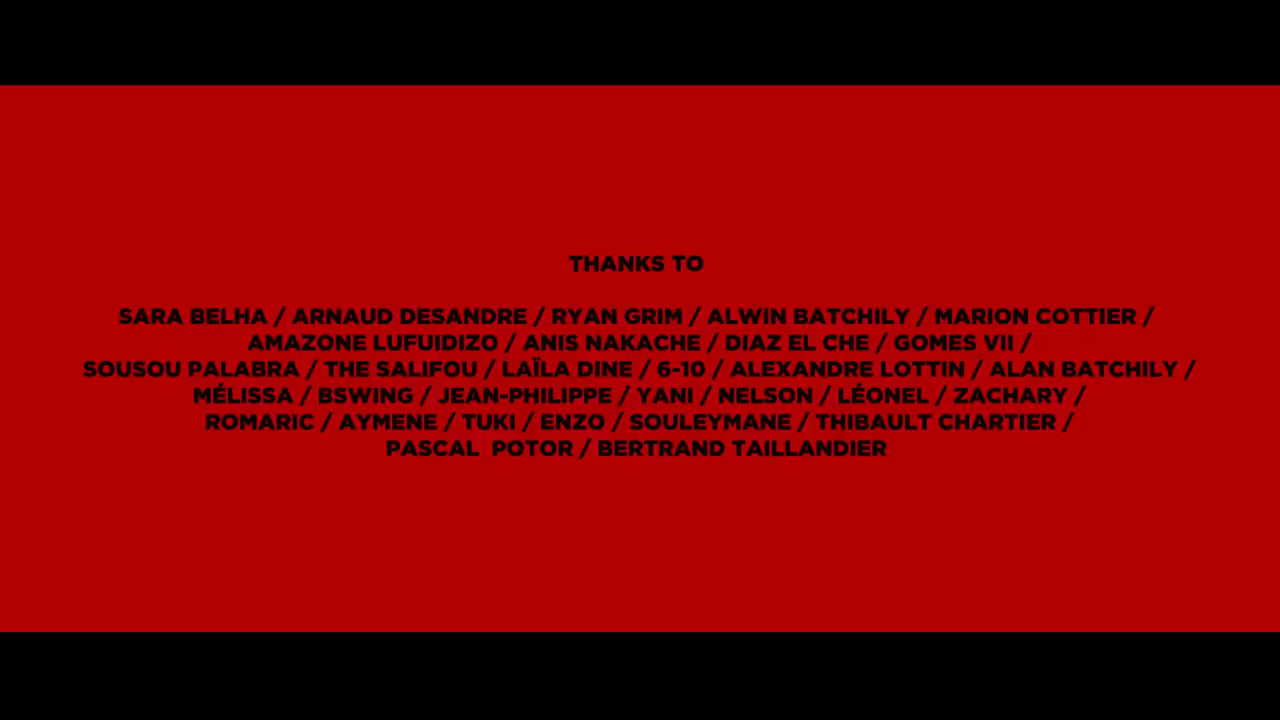 THANKS TO
SARA BELHA / ARNAUD DESANDRE / RYAN GRIM / ALWIN BATCHILY / MARION COTTIER /
AMAZONE LUFUIDIZO / ANIS NAKACHE / DIAZ EL CHE / GOMES VII /
SOUSOU PALABRA / THE SALIFOU / LAÏLA DINE / 6-10 / ALEXANDRE LOTTIN / ALAN BATCHILY /
MÉLISSA / BSWING / JEAN-PHILIPPE / YANI / NELSON / LÉONEL / ZACHARY /
ROMARIC / AYMENE / TUKI / ENZO / SOULEYMANE / THIBAULT CHARTIER /
PASCAL  POTOR / BERTRAND TAILLANDIER